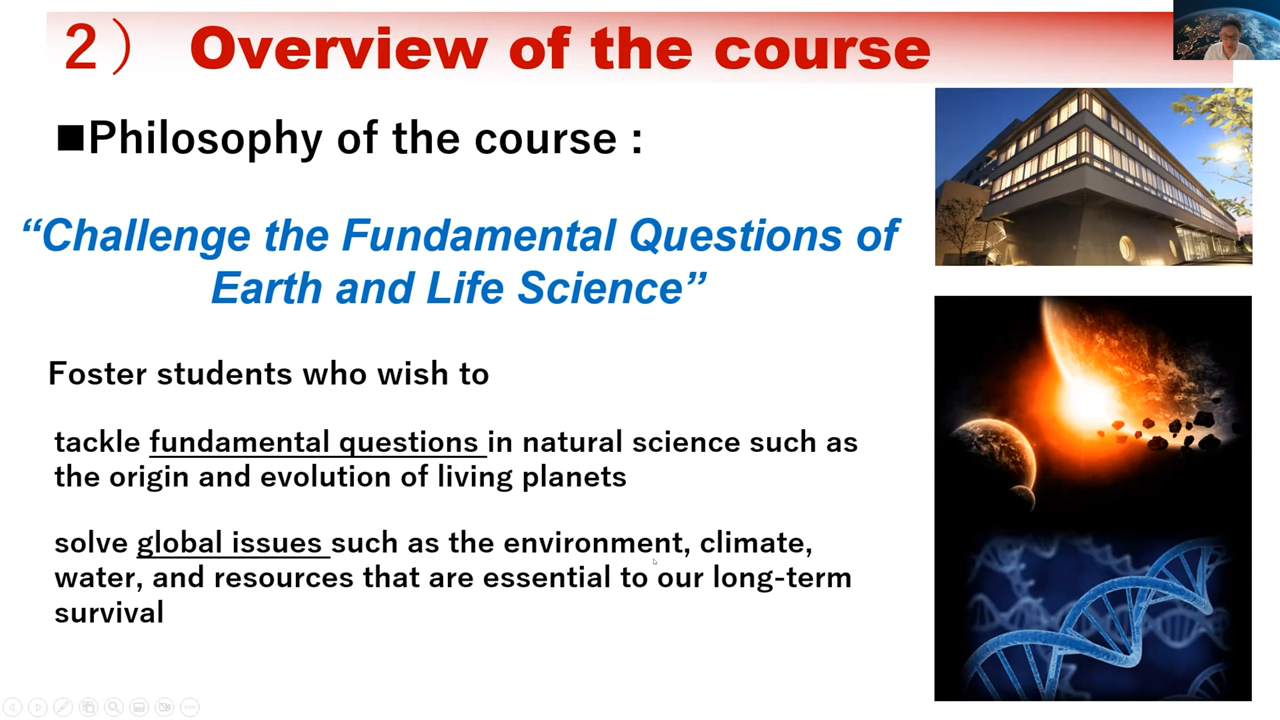 2） Overview of the course
■Philosophy of the course :
“Challenge the Fundamental Questions of
Earth and Life Science”
Foster students who wish to
tackle fundamental questions in natural science such as
the origin and evolution of living planets
solve global issues such as the environment, climate,
water, and resources that are essential to our long-term
survival